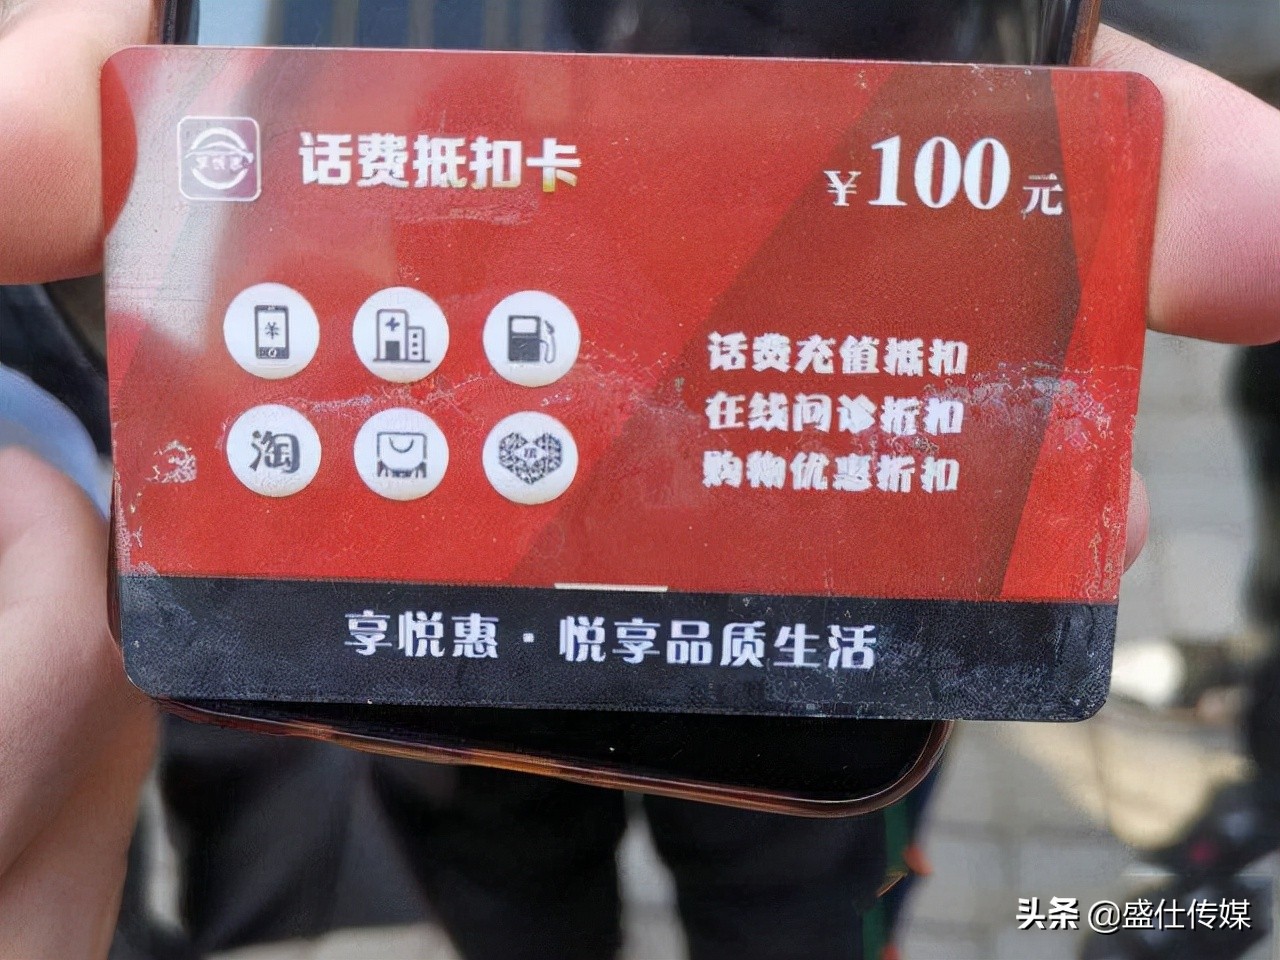 话费抵扣卡
¥100元
话费充值抵扣
在线问诊折扣
购物优惠折扣
淘
享悦惠·悦享品质生活
头条 @盛仕传媒